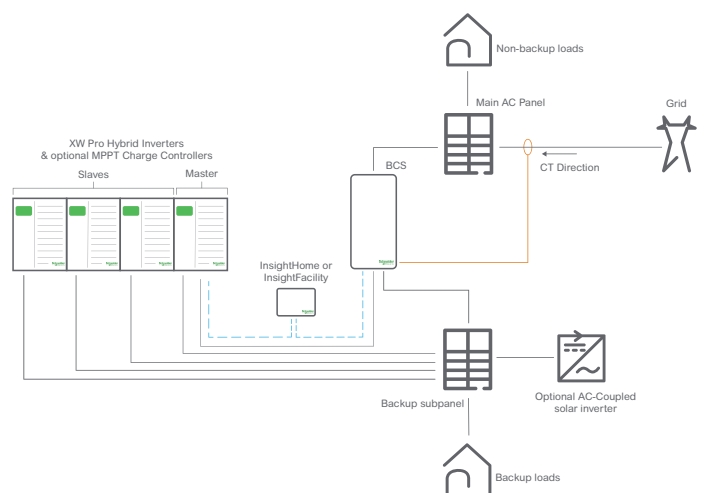 Non-backup loads
Main AC Panel
Grid
XW Pro Hybrid Inverters
& optional MPPT Charge Controllers
Slaves
Master
BCS
CT Direction
InsightHome or
InsightFacility
Backup subpanel
Optional AC-Coupled
solar inverter
Backup loads